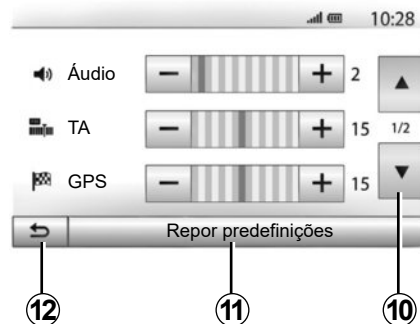 10:28
Áudio − + 2 ▲
TA − + 15 1/2
GPS − + 15 ▼
Repor predefinições
12 11 10